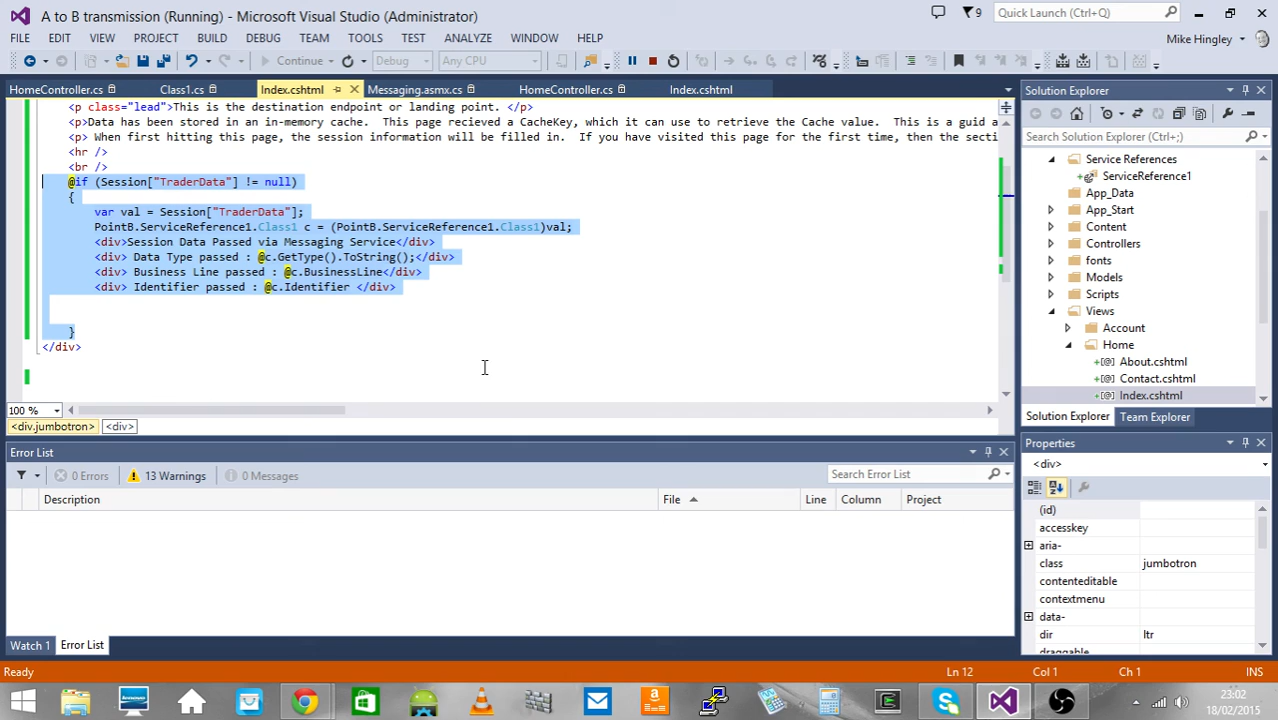 A to B transmission (Running) - Microsoft Visual Studio (Administrator)
9
Quick Launch (Ctrl+Q)
FILE EDIT VIEW PROJECT BUILD DEBUG TEAM TOOLS TEST ANALYZE WINDOW HELP
Mike Hingley
Continue
Debug
Any CPU
HomeController.cs
Class1.cs
Index.cshtml
Messaging.asmx.cs
HomeController.cs
Index.cshtml
<p class="lead">This is the destination endpoint or landing point. </p>
<p>Data has been stored in an in-memory cache.  This page recieved a CacheKey, which it can use to retrieve the Cache value.  This is a guid a
<p> When first hitting this page, the session information will be filled in.  If you have visited this page for the first time, then the secti
<hr />
<br />
@if (Session["TraderData"] != null)
{
var val = Session["TraderData"];
PointB.ServiceReference1.Class1 c = (PointB.ServiceReference1.Class1)val;
<div>Session Data Passed via Messaging Service</div>
<div> Data Type passed : @c.GetType().ToString();</div>
<div> Business Line passed : @c.BusinessLine</div>
<div> Identifier passed : @c.Identifier </div>
}
</div>
100 %
<div.jumbotron> <div>
Solution Explorer
Search Solution Explorer (Ctrl+;)
Service References
ServiceReference1
App_Data
App_Start
Content
Controllers
fonts
Models
Scripts
Views
Account
Home
About.cshtml
Contact.cshtml
Index.cshtml
Solution Explorer Team Explorer
Error List
0 Errors
13 Warnings
0 Messages
Search Error List
Description File Line Column Project
Watch 1 Error List
Properties
<div>
(id)
accesskey
aria-
class jumbotron
contenteditable
contextmenu
data-
dir ltr
draggable
Ready
Ln 12 Col 1 Ch 1 INS
23:02
18/02/2015